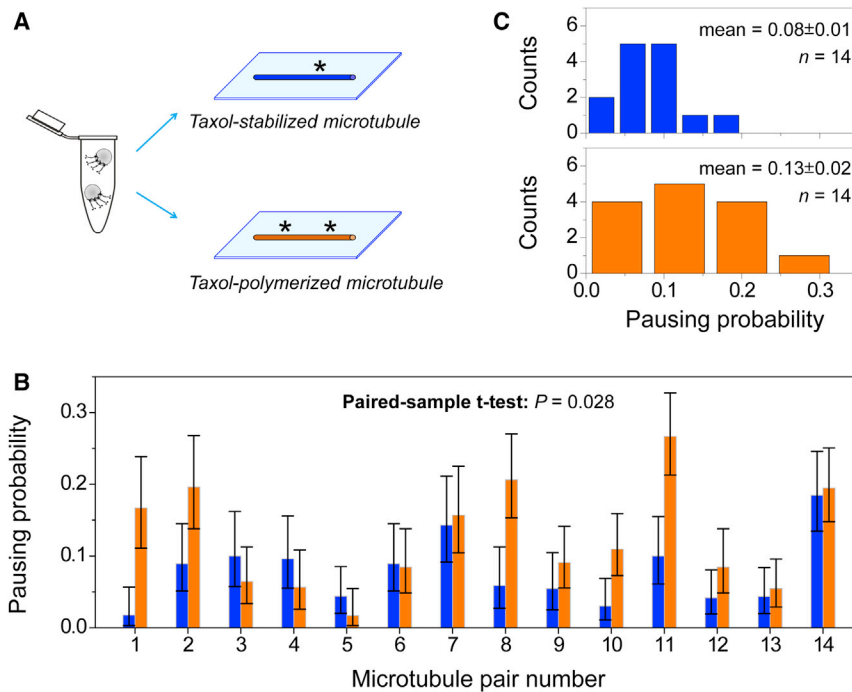 A
*
Taxol-stabilized microtubule
* *
Taxol-polymerized microtubule
C
6
4
2
0
Counts
mean = 0.08±0.01
n = 14
6
4
2
0
Counts
mean = 0.13±0.02
n = 14
0.0 0.1 0.2 0.3
Pausing probability
B
Paired-sample t-test: P = 0.028
0.3
0.2
0.1
0.0
Pausing probability
1 2 3 4 5 6 7 8 9 10 11 12 13 14
Microtubule pair number